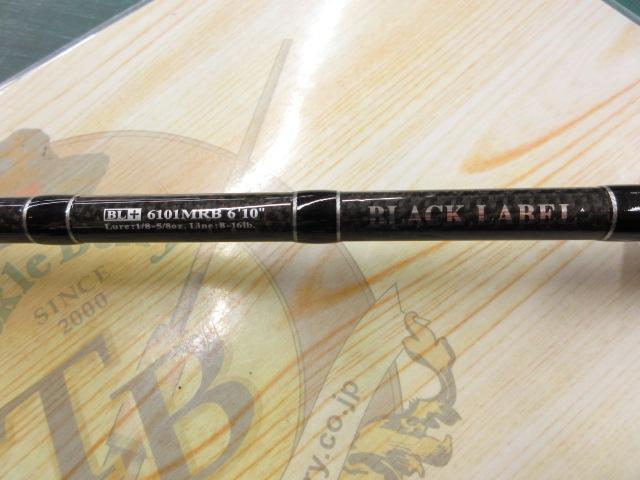 BL+ 6101MRB 6'10"
Lure:1/8-5/8oz, Line:8-16lb.
BLACK LABEL
SINCE
2000
TB
ry.co.jp